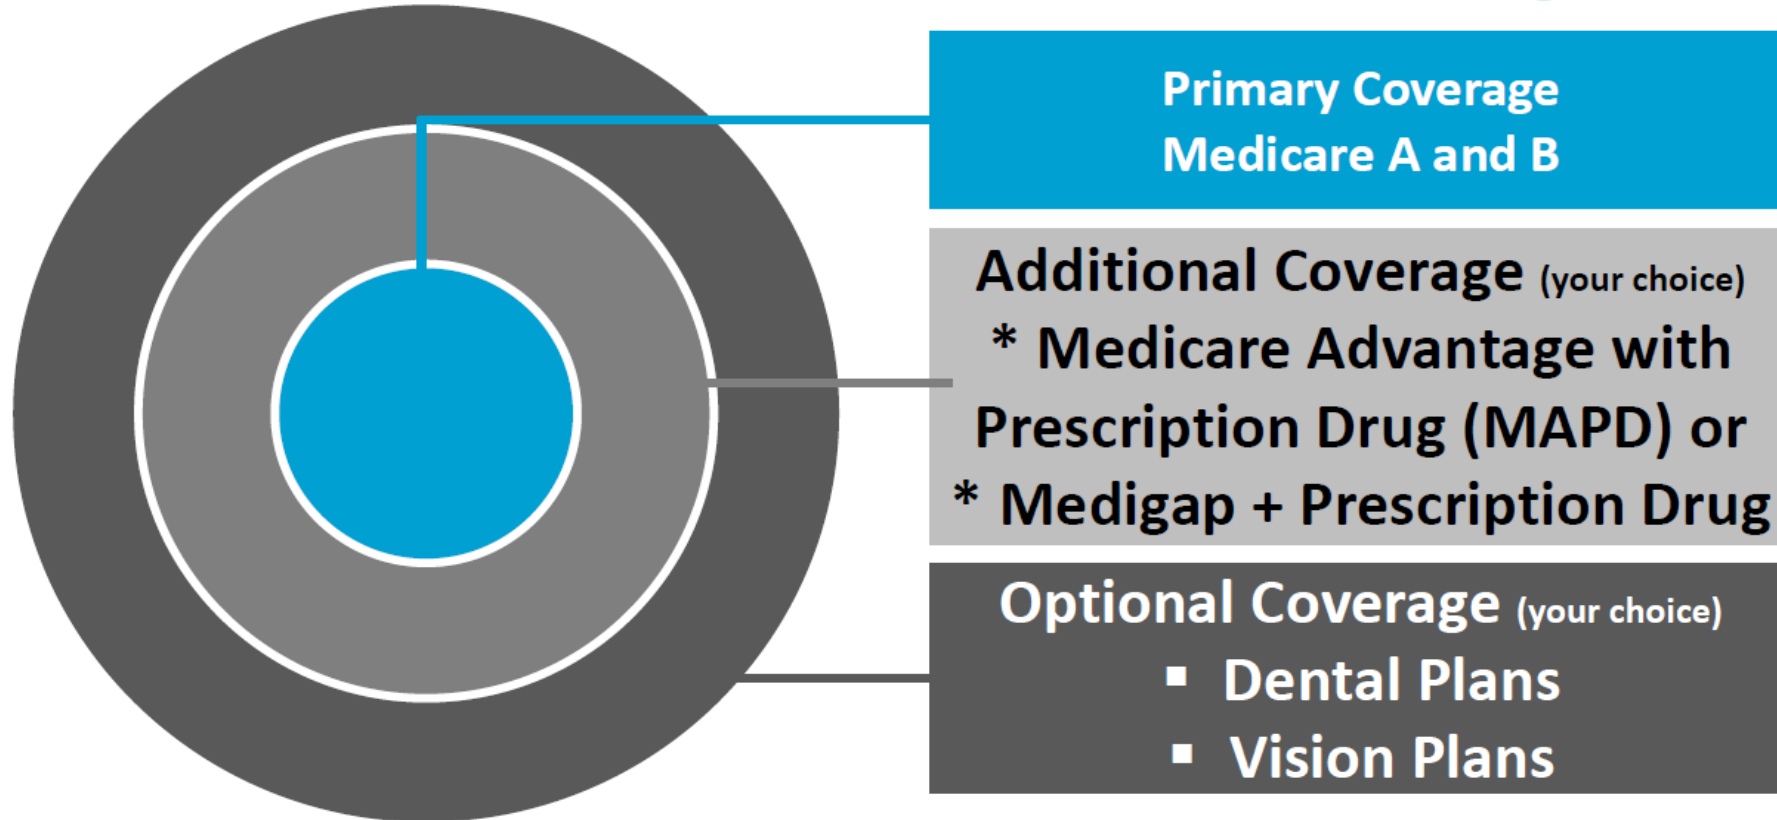 Primary Coverage
Medicare A and B
Additional Coverage (your choice)
* Medicare Advantage with
Prescription Drug (MAPD) or
* Medigap + Prescription Drug
Optional Coverage (your choice)
▪ Dental Plans
▪ Vision Plans